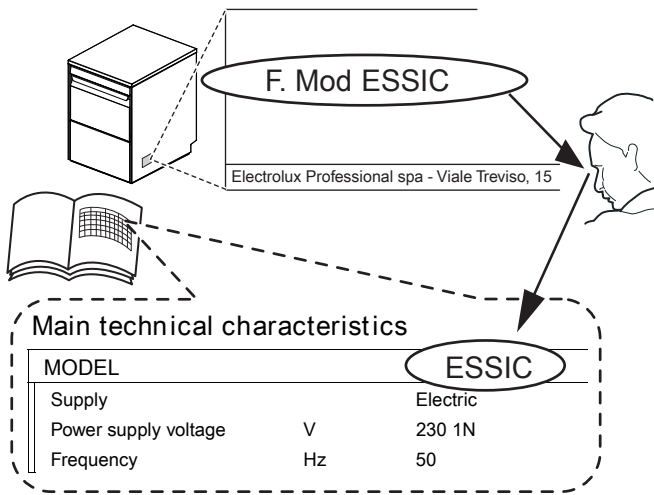 F. Mod ESSIC
Electrolux Professional spa - Viale Treviso, 15
Main technical characteristics
MODEL ESSIC
Supply Electric
Power supply voltage V 230 1N
Frequency Hz 50